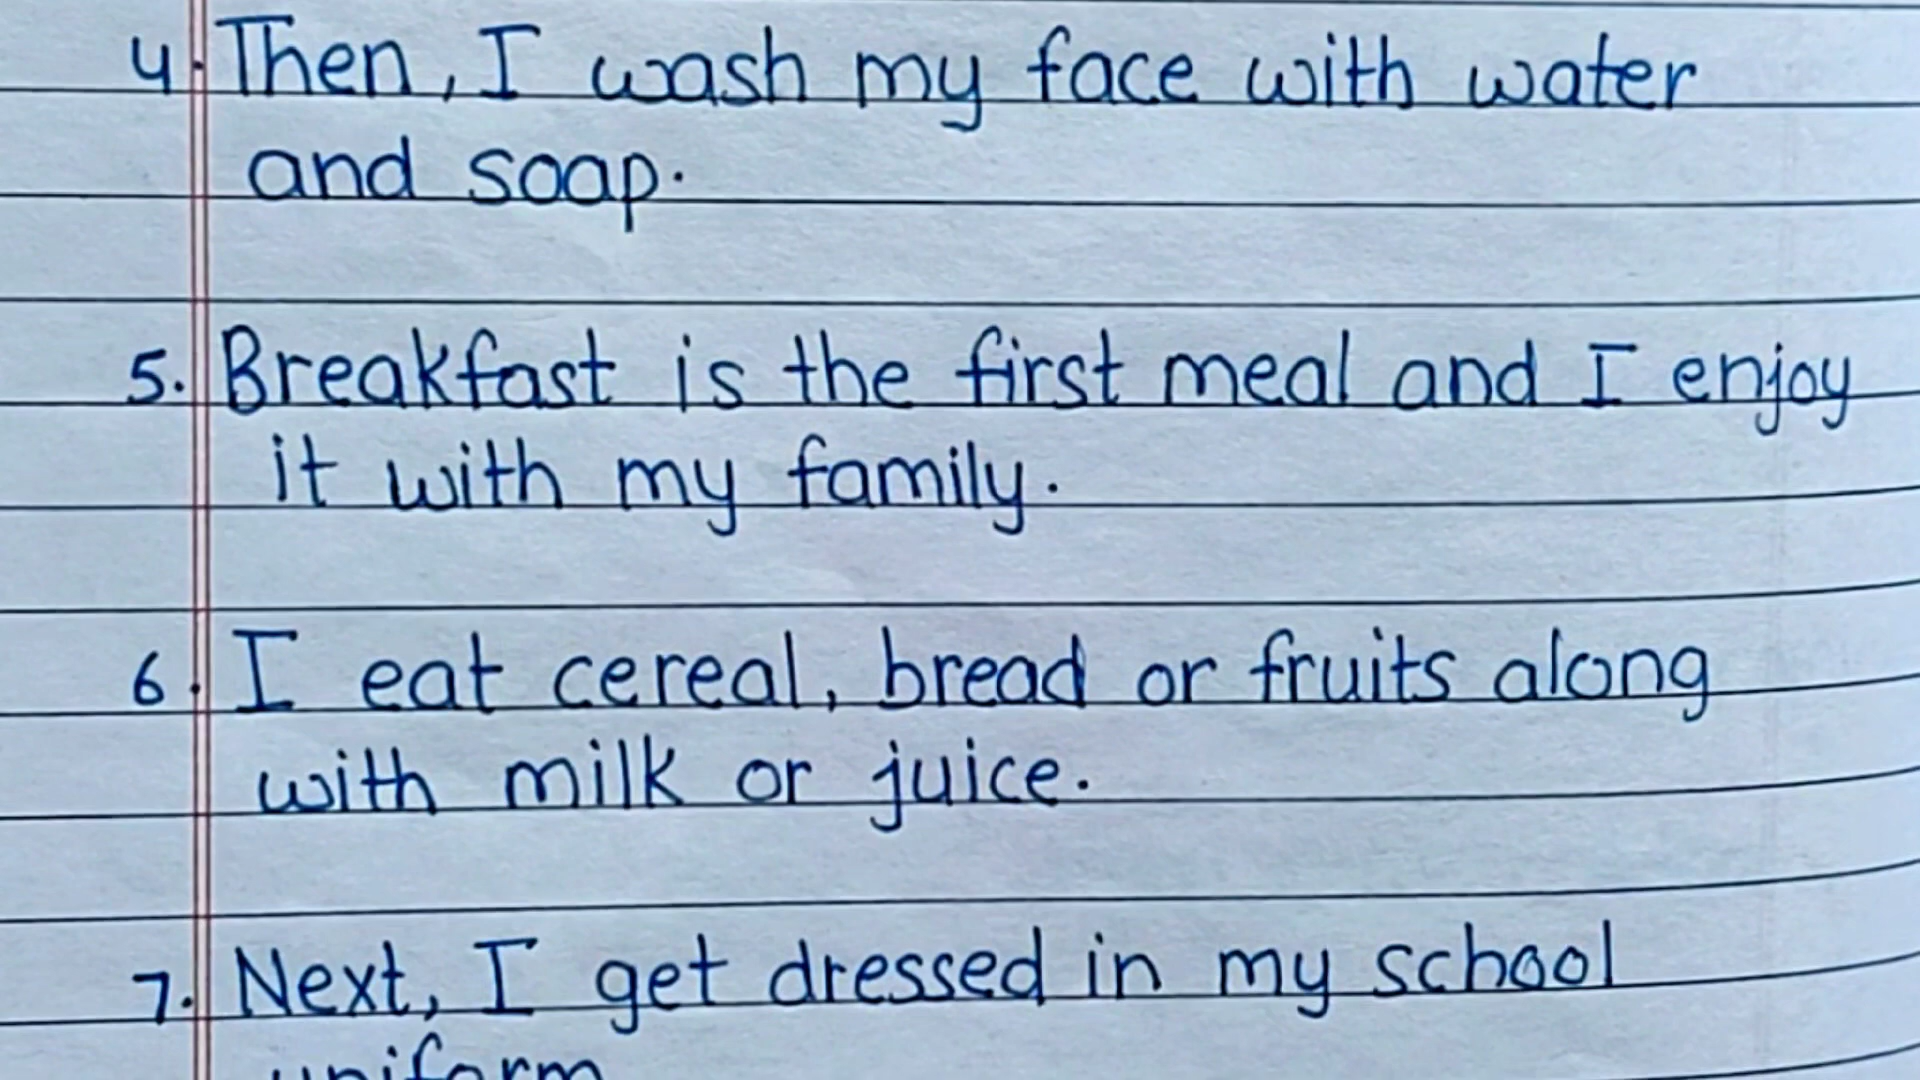 4. Then, I wash my face with water
and soap.
5. Breakfast is the first meal and I enjoy
it with my family.
6. I eat cereal, bread or fruits along
with milk or juice.
7. Next, I get dressed in my school
uniform